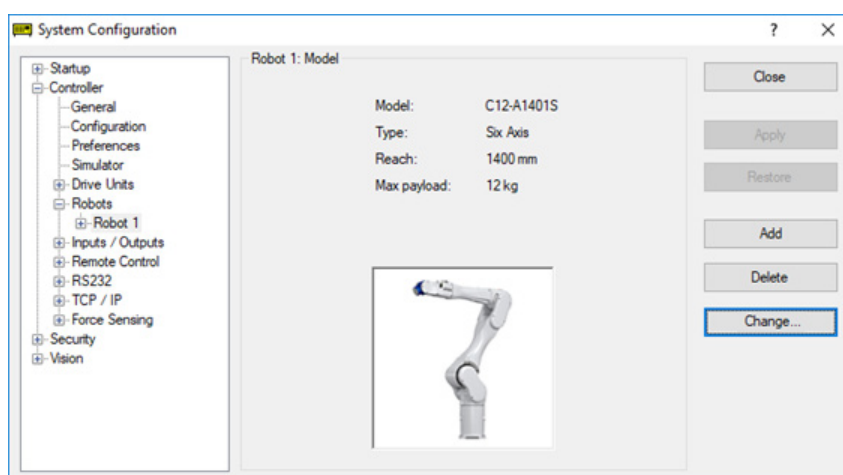 System Configuration
Startup
Controller
General
Configuration
Preferences
Simulator
Drive Units
Robots
Robot 1
Inputs / Outputs
Remote Control
RS232
TCP / IP
Force Sensing
Security
Vision
Robot 1: Model
Model: C12-A1401S
Type: Six Axis
Reach: 1400 mm
Max payload: 12 kg
Close
Apply
Restore
Add
Delete
Change...